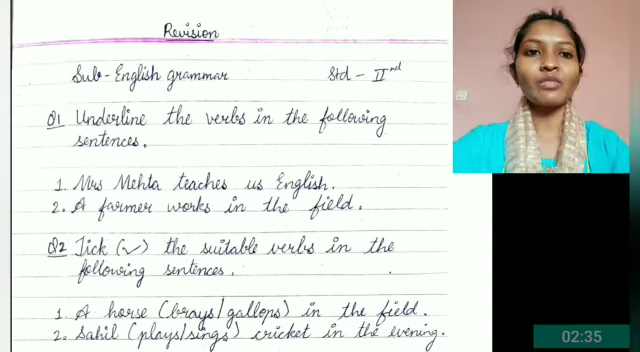 Revision
Sub - English grammar Std - IInd
Q1 Underline the verbs in the following
sentences.
1. Mrs Mehta teaches us English.
2. A farmer works in the field.
Q2 Tick (✓) the suitable verbs in the
following sentences.
1. A horse (brays/gallops) in the field.
2. Sahil (plays/sings) cricket in the evening.
02:35